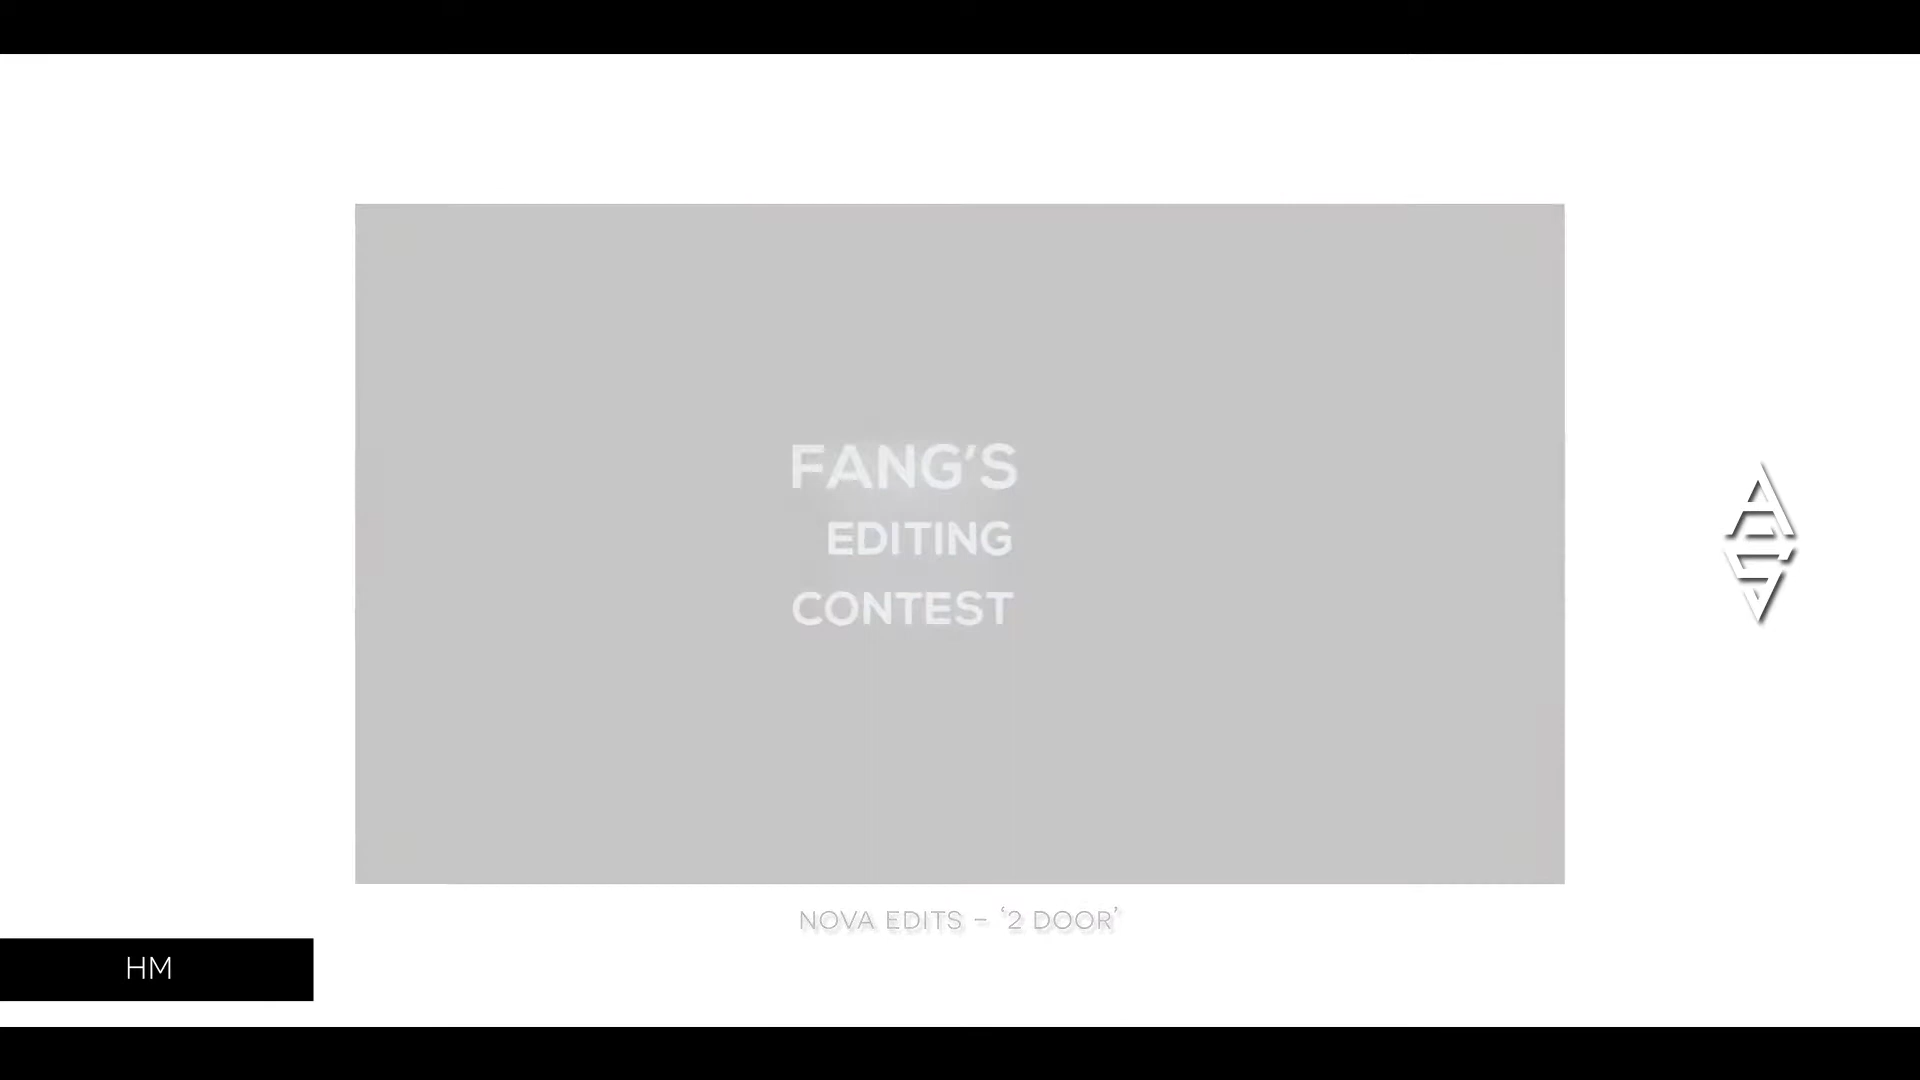 FANG'S
EDITING
CONTEST
NOVA EDITS – ‘2 DOOR’
HM